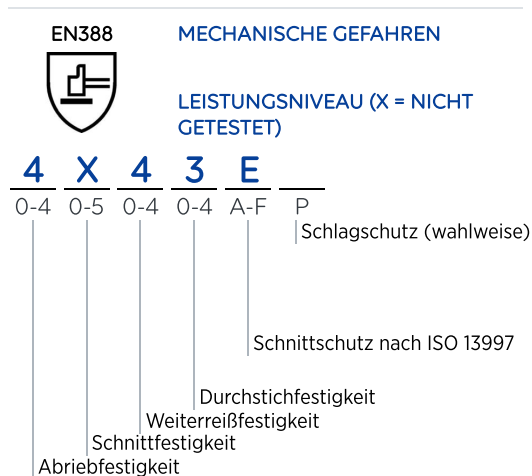 EN388
MECHANISCHE GEFAHREN
LEISTUNGSNIVEAU (X = NICHT
GETESTET)
4 X 4 3 E
0-4 0-5 0-4 0-4 A-F P
Schlagschutz (wahlweise)
Schnittschutz nach ISO 13997
Durchstichfestigkeit
Weiterreißfestigkeit
Schnittfestigkeit
Abriebfestigkeit